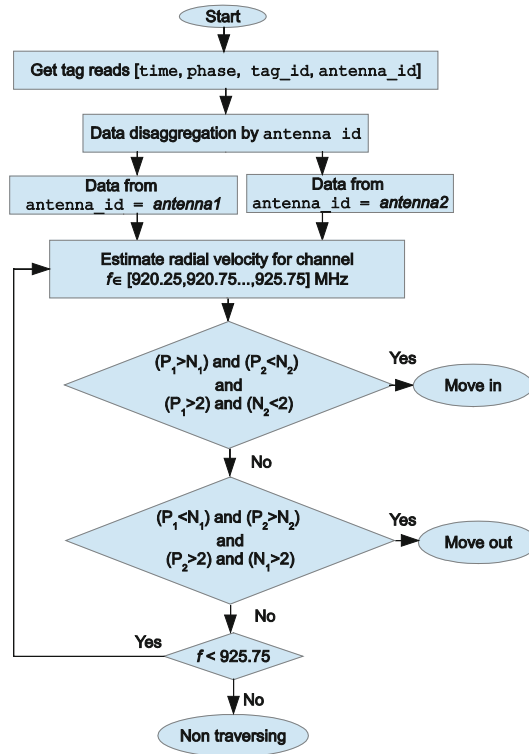 Start
Get tag reads [time, phase, tag_id, antenna_id]
Data disaggregation by antenna id
Data from
antenna_id = antenna1
Data from
antenna_id = antenna2
Estimate radial velocity for channel
f∈ [920.25,920.75...,925.75] MHz
(P₁>N₁) and (P₂<N₂)
and
(P₁>2) and (N₂<2)
Yes
Move in
No
(P₁<N₁) and (P₂>N₂)
and
(P₂>2) and (N₁>2)
Yes
Move out
No
Yes
f < 925.75
No
Non traversing